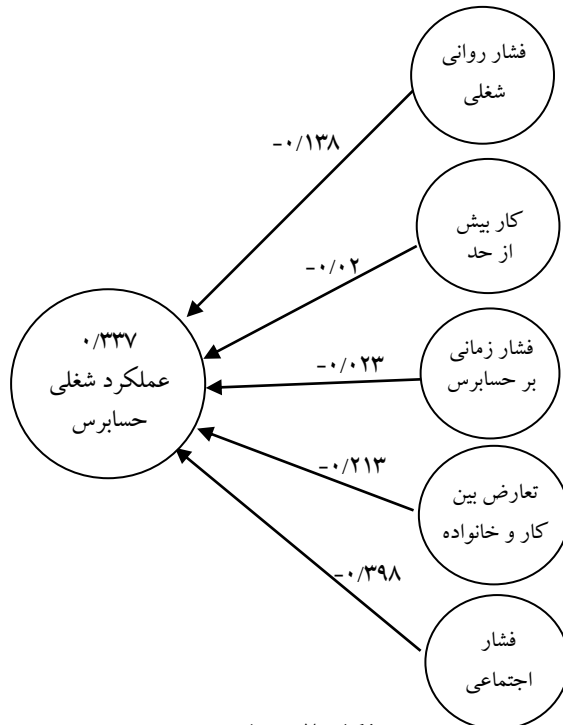 فشار روانی
شغلی
-۰/۱۳۸
کار بیش
از حد
-۰/۰۲
۰/۳۳۷
عملکرد شغلی
حسابرس
فشار زمانی
بر حسابرس
-۰/۰۲۳
تعارض بین
کار و خانواده
-۰/۲۱۳
-۰/۳۹۸
فشار
اجتماعی